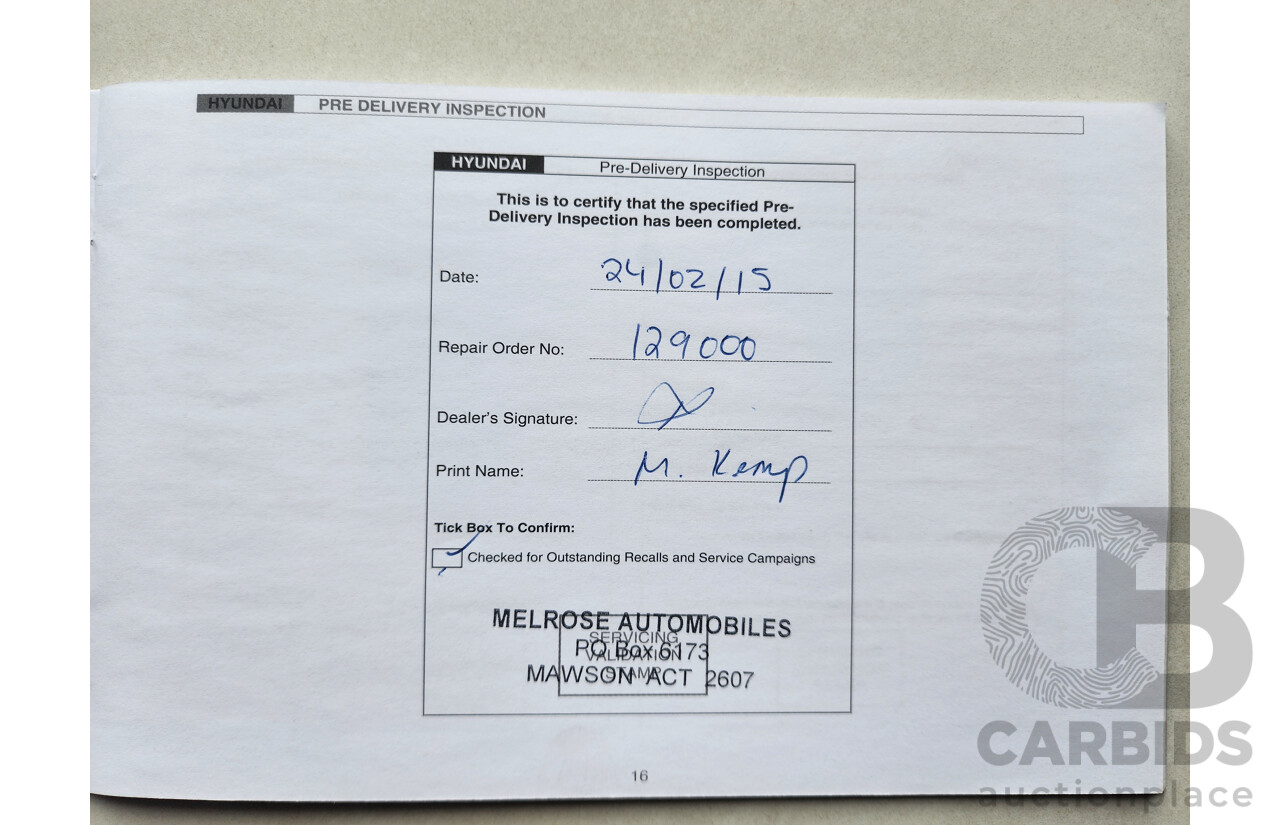 HYUNDAI PRE DELIVERY INSPECTION
HYUNDAI Pre-Delivery Inspection
This is to certify that the specified Pre-
Delivery Inspection has been completed.
Date: 24/02/15
Repair Order No: 129000
Dealer's Signature:
Print Name: M. Kemp
Tick Box To Confirm:
Checked for Outstanding Recalls and Service Campaigns
MELROSE AUTOMOBILES
SERVICING
PO Box 6173
VALIDATION
MAWSON ACT 2607
STAMP
16
CB
CARBIDS
auctionplace